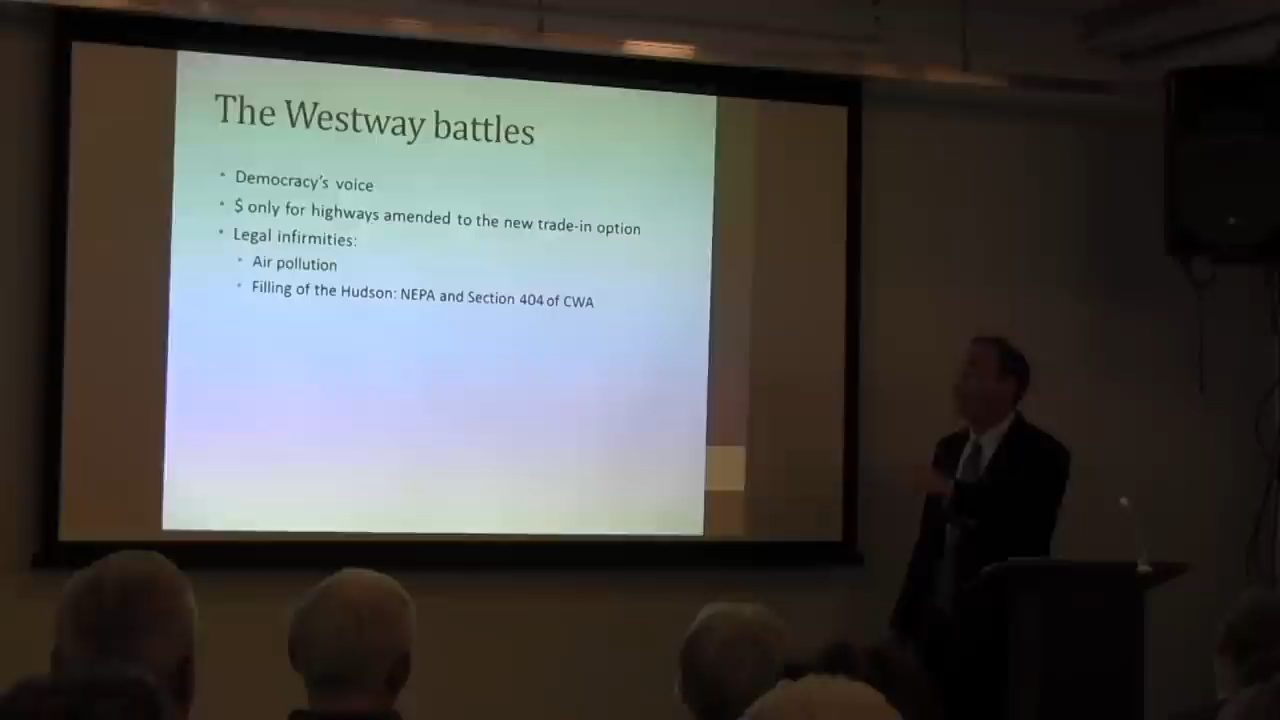 The Westway battles
• Democracy's voice
• $ only for highways amended to the new trade-in option
• Legal infirmities:
• Air pollution
• Filling of the Hudson: NEPA and Section 404 of CWA